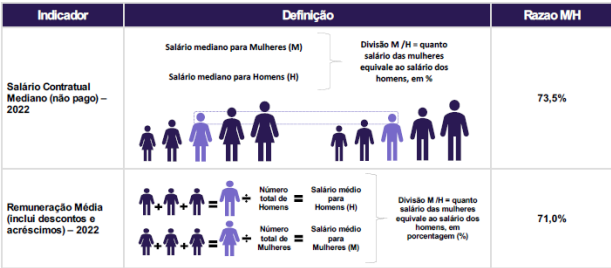 Indicador
Definição
Razao M/H
Salário Contratual
Mediano (não pago) –
2022
Salário mediano para Mulheres (M)
Salário mediano para Homens (H)
Divisão M /H = quanto
salário das mulheres
equivale ao salário dos
homens, em %
73,5%
Remuneração Média
(inclui descontos e
acréscimos) – 2022
+ + = ÷
Número
total de
Homens
=
Salário médio
para
Homens (H)
+ + = ÷
Número
total de
Mulheres
=
Salário médio
para
Mulheres (M)
Divisão M /H = quanto
salário das mulheres
equivale ao salário dos
homens, em
porcentagem (%)
71,0%